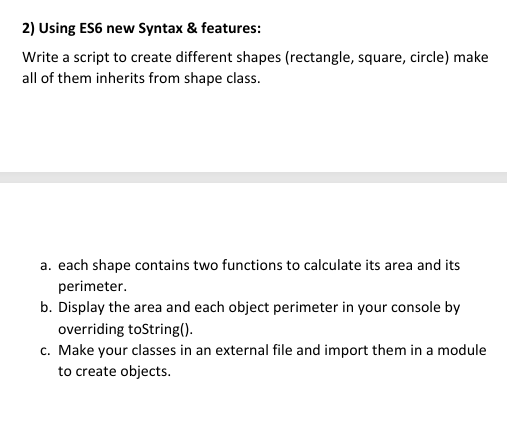 2) Using ES6 new Syntax & features:
Write a script to create different shapes (rectangle, square, circle) make
all of them inherits from shape class.
a. each shape contains two functions to calculate its area and its
perimeter.
b. Display the area and each object perimeter in your console by
overriding toString().
c. Make your classes in an external file and import them in a module
to create objects.